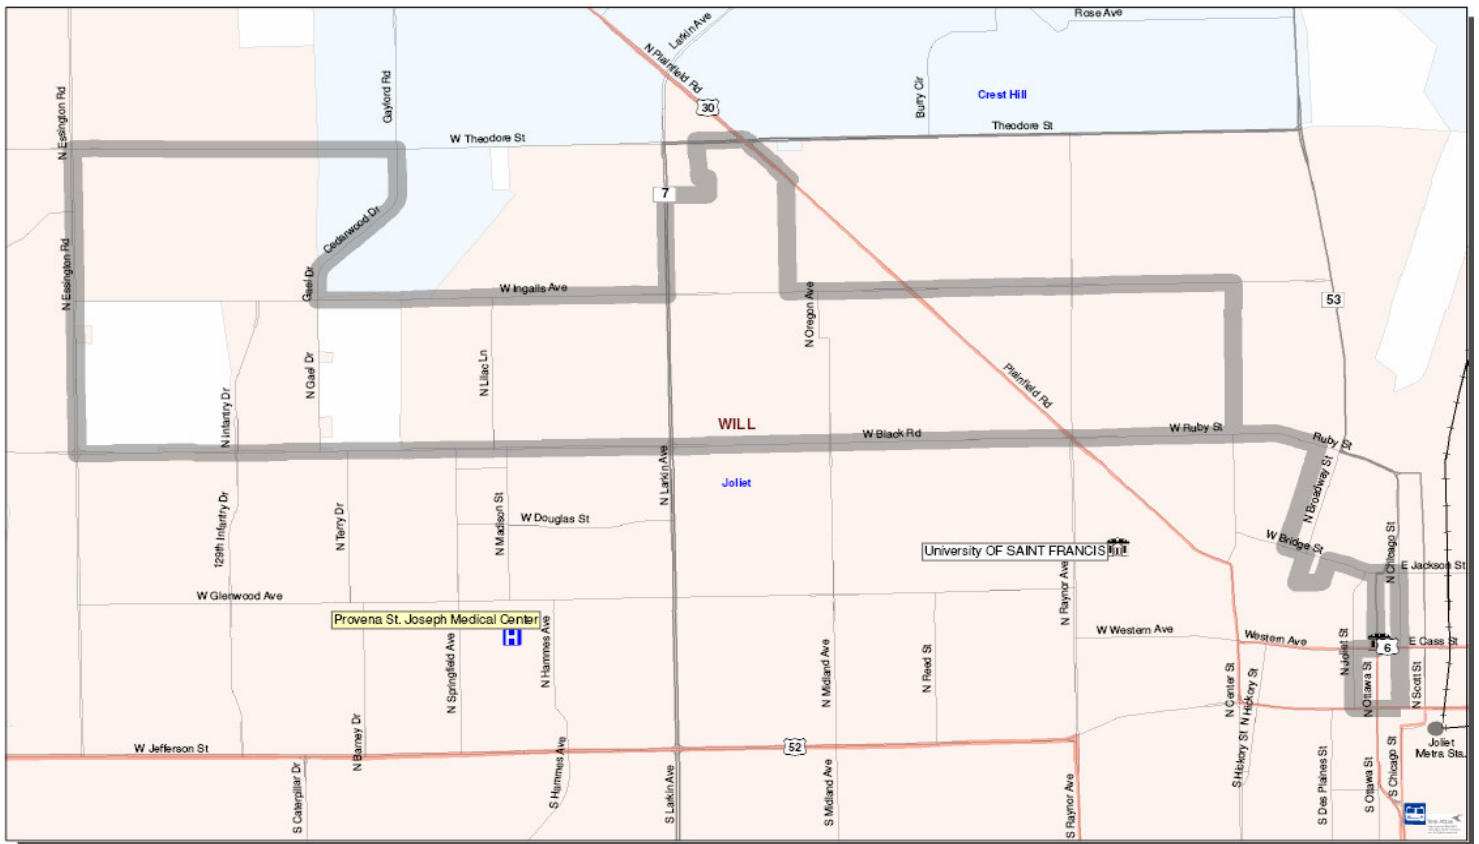 Rose Ave
Larkin Ave
N Plainfield Rd
30
Gaylord Rd
N Essington Rd
Burry Cir
Crest Hill
Theodore St
W Theodore St
7
Cedarwood Dr
N Essington Rd
Gael Dr
W Ingalls Ave
N Oregon Ave
53
N Gael Dr
N Lilac Ln
Plainfield Rd
N Infantry Dr
WILL
W Black Rd
W Ruby St
Ruby St
N Larkin Ave
Joliet
N Broadway St
129th Infantry Dr
N Terry Dr
N Madison St
W Douglas St
W Bridge St
N Chicago St
University OF SAINT FRANCIS
E Jackson St
N Raynor Ave
W Glenwood Ave
Provena St. Joseph Medical Center
H
W Western Ave
Western Ave
6
E Cass St
N Joliet St
N Springfield Ave
N Hammes Ave
N Midland Ave
N Reed St
N Center St
N Hickory St
N Ottawa St
N Scott St
W Jefferson St
N Barney Dr
52
Joliet
Metra Sta.
S Hickory St
S Caterpillar Dr
S Hammes Ave
S Larkin Ave
S Midland Ave
S Raynor Ave
S Des Plaines St
S Ottawa St
S Chicago St